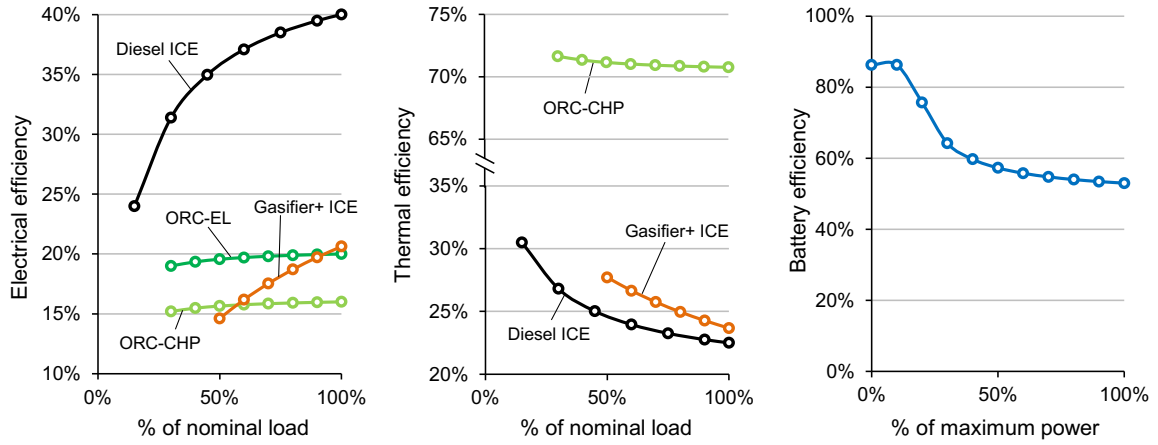 40%
35%
30%
25%
20%
15%
10%
0%
50%
100%
Electrical efficiency
% of nominal load
Diesel ICE
ORC-EL
Gasifier+ ICE
ORC-CHP
75%
70%
65%
35%
30%
25%
20%
0%
50%
100%
Thermal efficiency
% of nominal load
ORC-CHP
Gasifier+ ICE
Diesel ICE
100%
80%
60%
40%
20%
0%
0%
50%
100%
Battery efficiency
% of maximum power